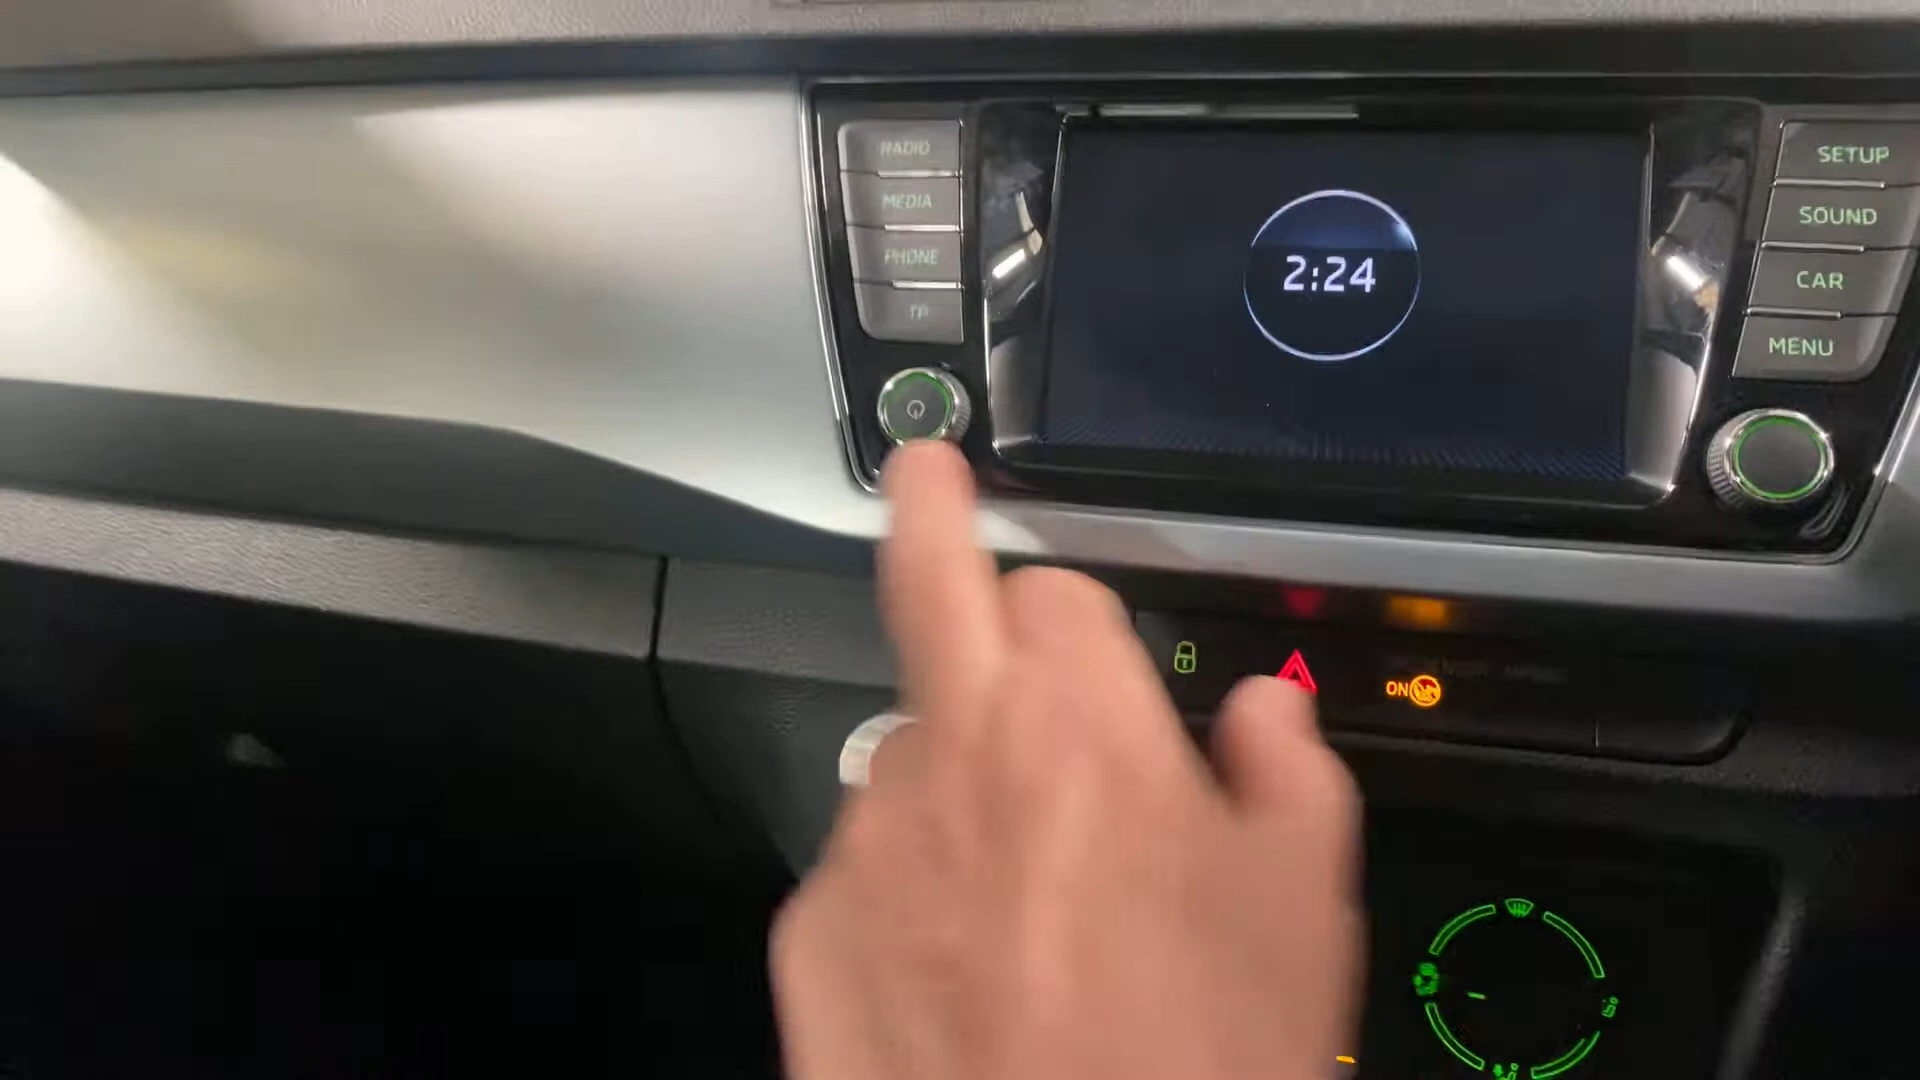 RADIO
MEDIA
PHONE
TP
2:24
SETUP
SOUND
CAR
MENU
ON